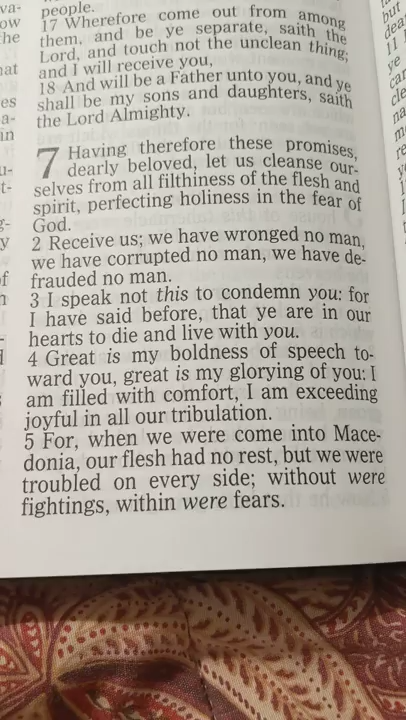 people.
17 Wherefore come out from among
them, and be ye separate, saith the
Lord, and touch not the unclean thing;
and I will receive you,
18 And will be a Father unto you, and ye
shall be my sons and daughters, saith
the Lord Almighty.
7 Having therefore these promises,
dearly beloved, let us cleanse our-
selves from all filthiness of the flesh and
spirit, perfecting holiness in the fear of
God.
2 Receive us; we have wronged no man,
we have corrupted no man, we have de-
frauded no man.
3 I speak not this to condemn you: for
I have said before, that ye are in our
hearts to die and live with you.
4 Great is my boldness of speech to-
ward you, great is my glorying of you: I
am filled with comfort, I am exceeding
joyful in all our tribulation.
5 For, when we were come into Mace-
donia, our flesh had no rest, but we were
troubled on every side; without were
fightings, within were fears.